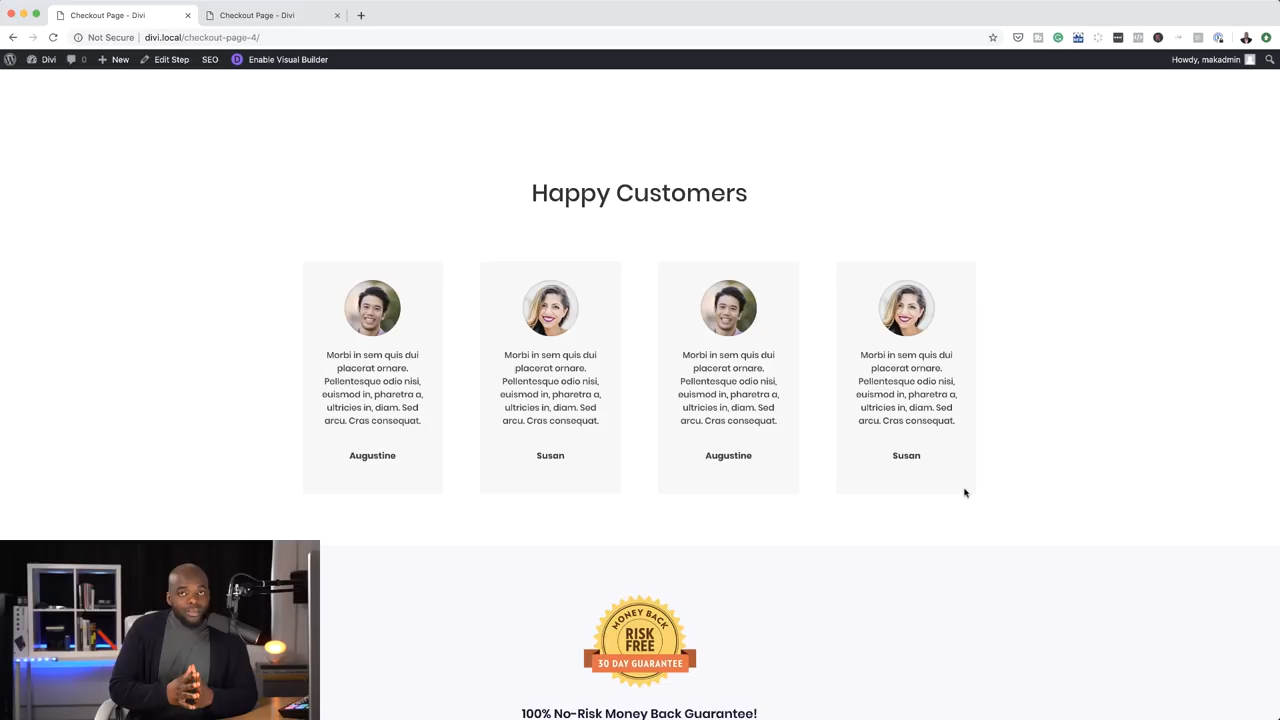 Checkout Page - Divi
Checkout Page - Divi
Not Secure divi.local/checkout-page-4/
Divi 0 New Edit Step SEO D Enable Visual Builder Howdy, makadmin
Happy Customers
Morbi in sem quis dui
placerat ornare.
Pellentesque odio nisi,
euismod in, pharetra a,
ultricies in, diam. Sed
arcu. Cras consequat.
Augustine
Morbi in sem quis dui
placerat ornare.
Pellentesque odio nisi,
euismod in, pharetra a,
ultricies in, diam. Sed
arcu. Cras consequat.
Susan
Morbi in sem quis dui
placerat ornare.
Pellentesque odio nisi,
euismod in, pharetra a,
ultricies in, diam. Sed
arcu. Cras consequat.
Augustine
Morbi in sem quis dui
placerat ornare.
Pellentesque odio nisi,
euismod in, pharetra a,
ultricies in, diam. Sed
arcu. Cras consequat.
Susan
MONEY BACK
RISK
FREE
30 DAY GUARANTEE
100% No-Risk Money Back Guarantee!